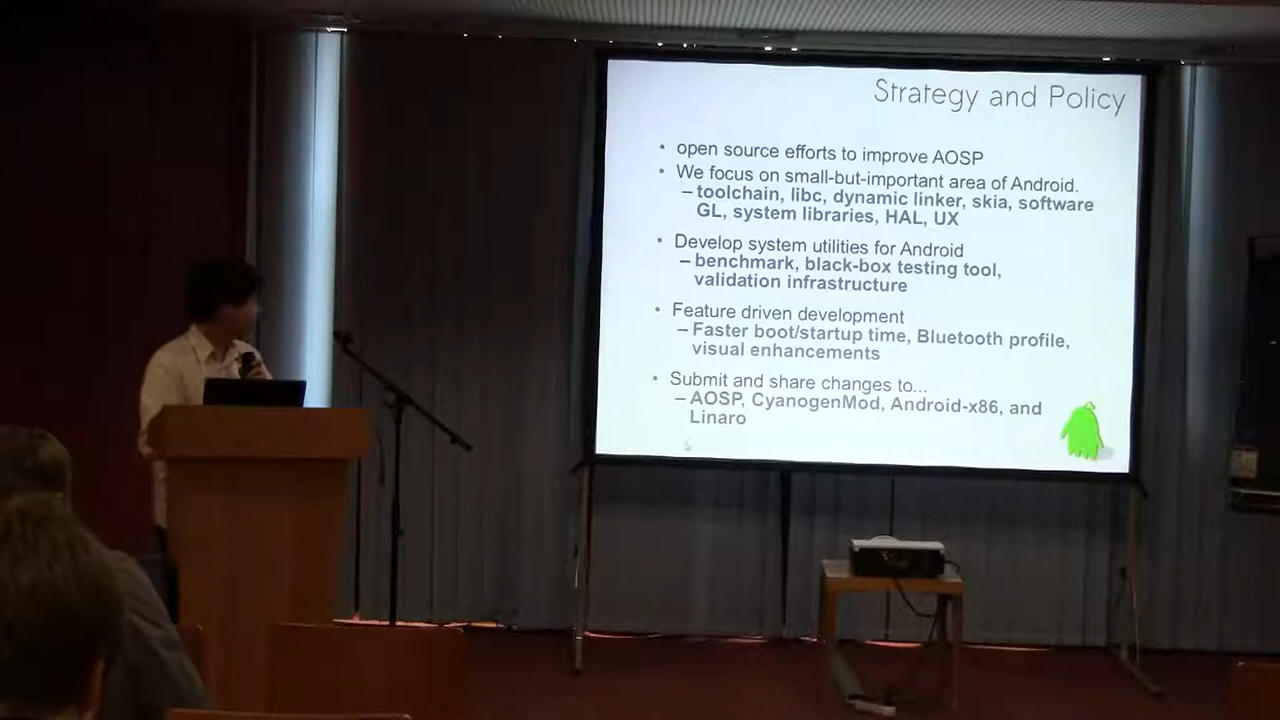 Strategy and Policy
• open source efforts to improve AOSP
• We focus on small-but-important area of Android.
– toolchain, libc, dynamic linker, skia, software
GL, system libraries, HAL, UX
• Develop system utilities for Android
– benchmark, black-box testing tool,
validation infrastructure
• Feature driven development
– Faster boot/startup time, Bluetooth profile,
visual enhancements
• Submit and share changes to...
– AOSP, CyanogenMod, Android-x86, and
Linaro